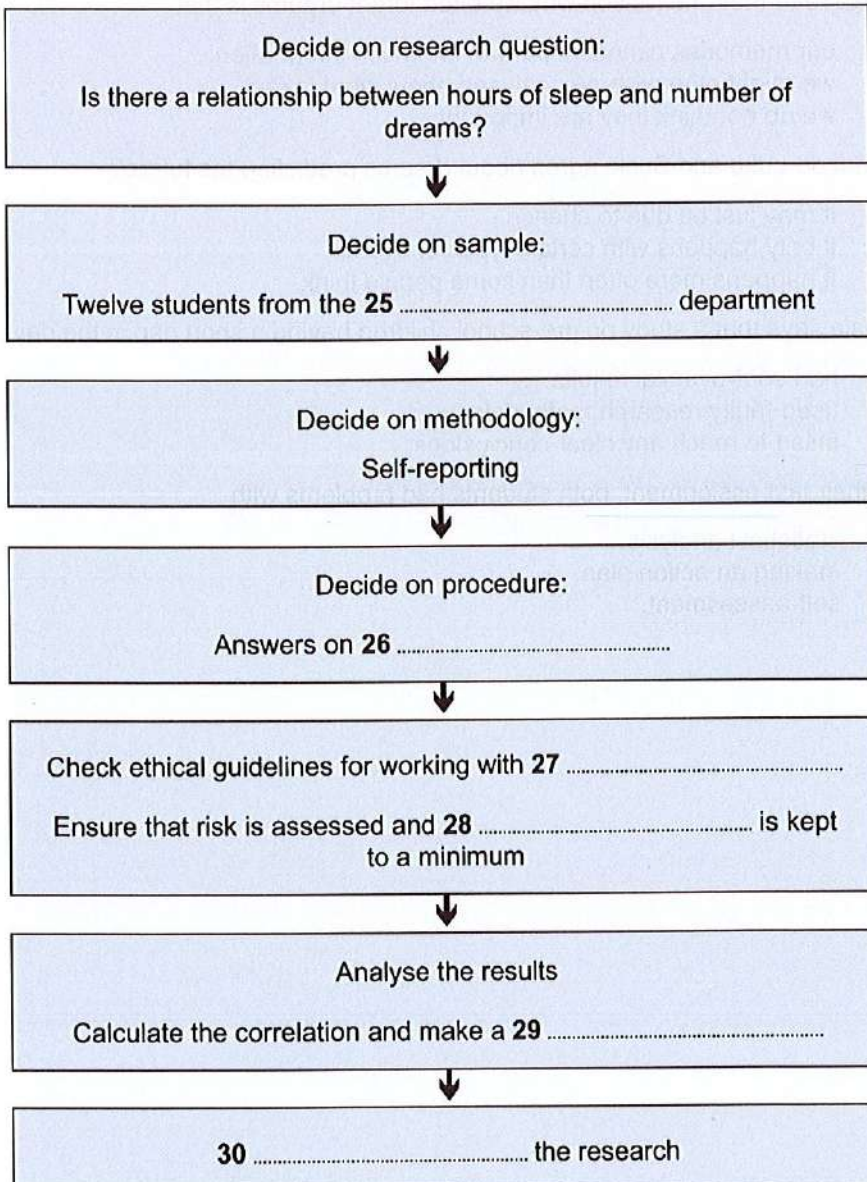 Decide on research question:
Is there a relationship between hours of sleep and number of
dreams?
Decide on sample:
Twelve students from the 25 .......................................... department
Decide on methodology:
Self-reporting
Decide on procedure:
Answers on 26 ..........................................
Check ethical guidelines for working with 27 ..........................................
Ensure that risk is assessed and 28 .......................................... is kept
to a minimum
Analyse the results
Calculate the correlation and make a 29 ..........................................
30 .......................................... the research